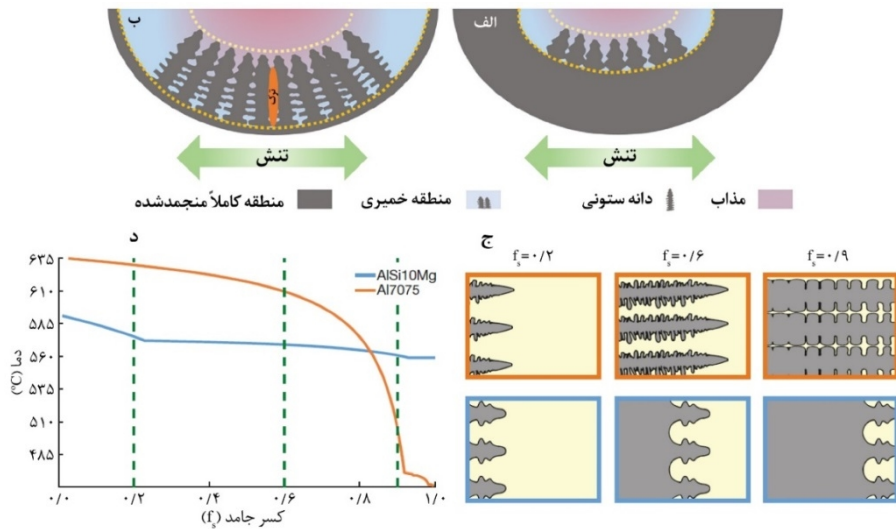 الف
ب
ترک
تنش
تنش
مذاب
دانه ستونی
منطقه خمیری
منطقه کاملاً منجمدشده
ج
f_s=۰/۲
f_s=۰/۶
f_s=۰/۹
د
AlSi10Mg
Al7075
دما (°C)
۶۳۵
۶۱۰
۵۸۵
۵۶۰
۵۳۵
۵۱۰
۴۸۵
۰/۰
۰/۲
۰/۴
۰/۶
۰/۸
۱/۰
کسر جامد (f_s)